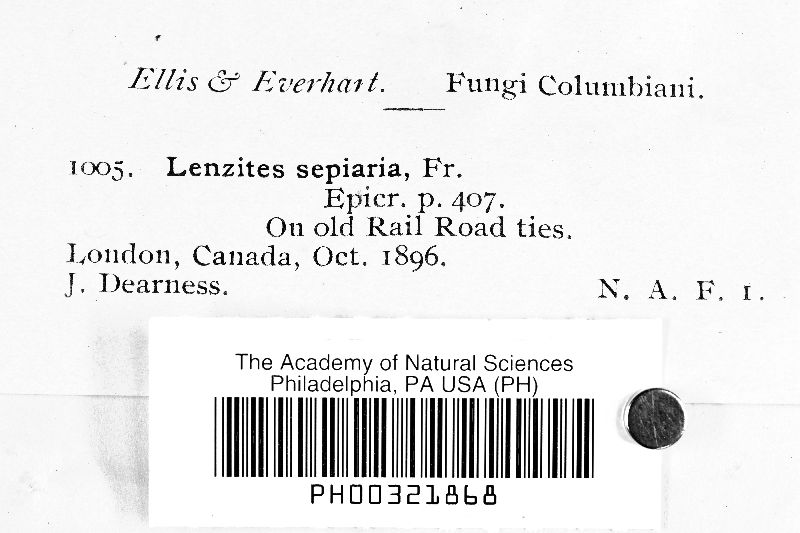 Ellis & Everhart. Fungi Columbiani.
1005. Lenzites sepiaria, Fr.
Epicr. p. 407.
On old Rail Road ties.
London, Canada, Oct. 1896.
J. Dearness. N. A. F. 1.
The Academy of Natural Sciences
Philadelphia, PA USA (PH)
PH00321868